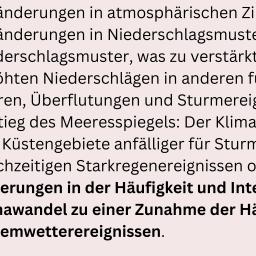 änderungen in atmosphärischen Zi
änderungen in Niederschlagsmuste
derschlagsmuster, was zu verstärkt
öhten Niederschlägen in anderen fü
ren, Überflutungen und Sturmereig
tieg des Meeresspiegels: Der Klima
Küstengebiete anfälliger für Sturm
chzeitigen Starkregenereignissen o
erungen in der Häufigkeit und Inte
nawandel zu einer Zunahme der Hä
emwetterereignissen.